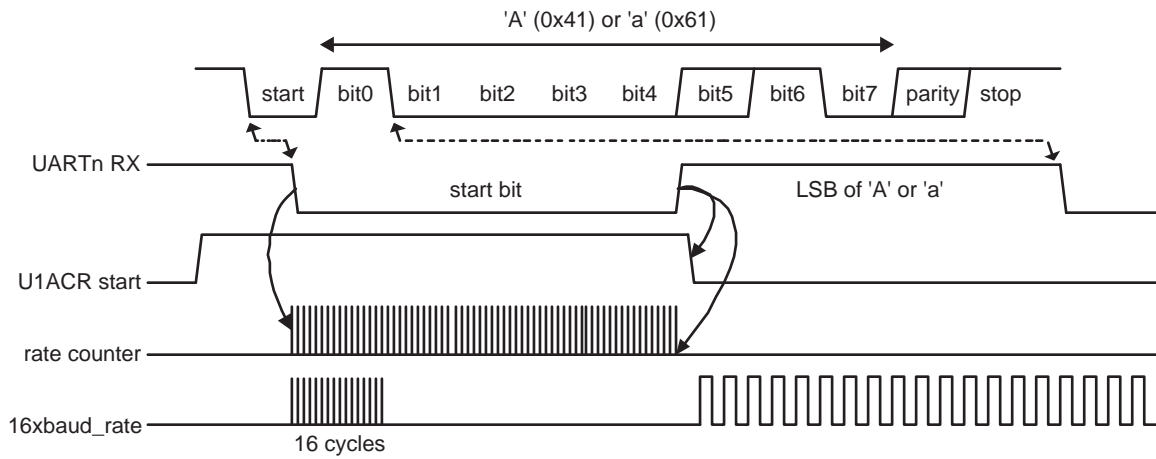 'A' (0x41) or 'a' (0x61)
start bit0 bit1 bit2 bit3 bit4 bit5 bit6 bit7 parity stop
UARTn RX
start bit LSB of 'A' or 'a'
U1ACR start
rate counter
16xbaud_rate
16 cycles